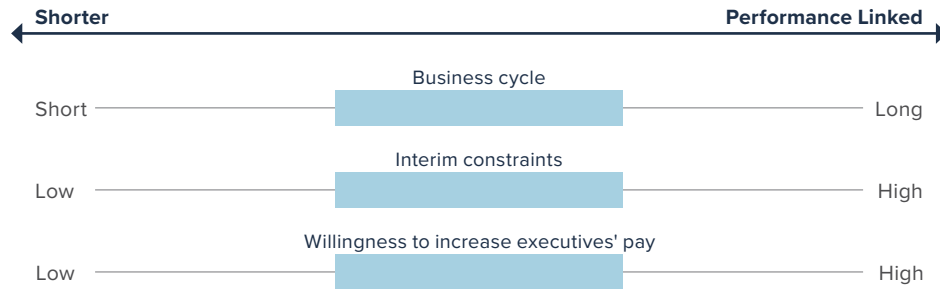 Shorter Performance Linked
Business cycle
Short Long
Interim constraints
Low High
Willingness to increase executives' pay
Low High